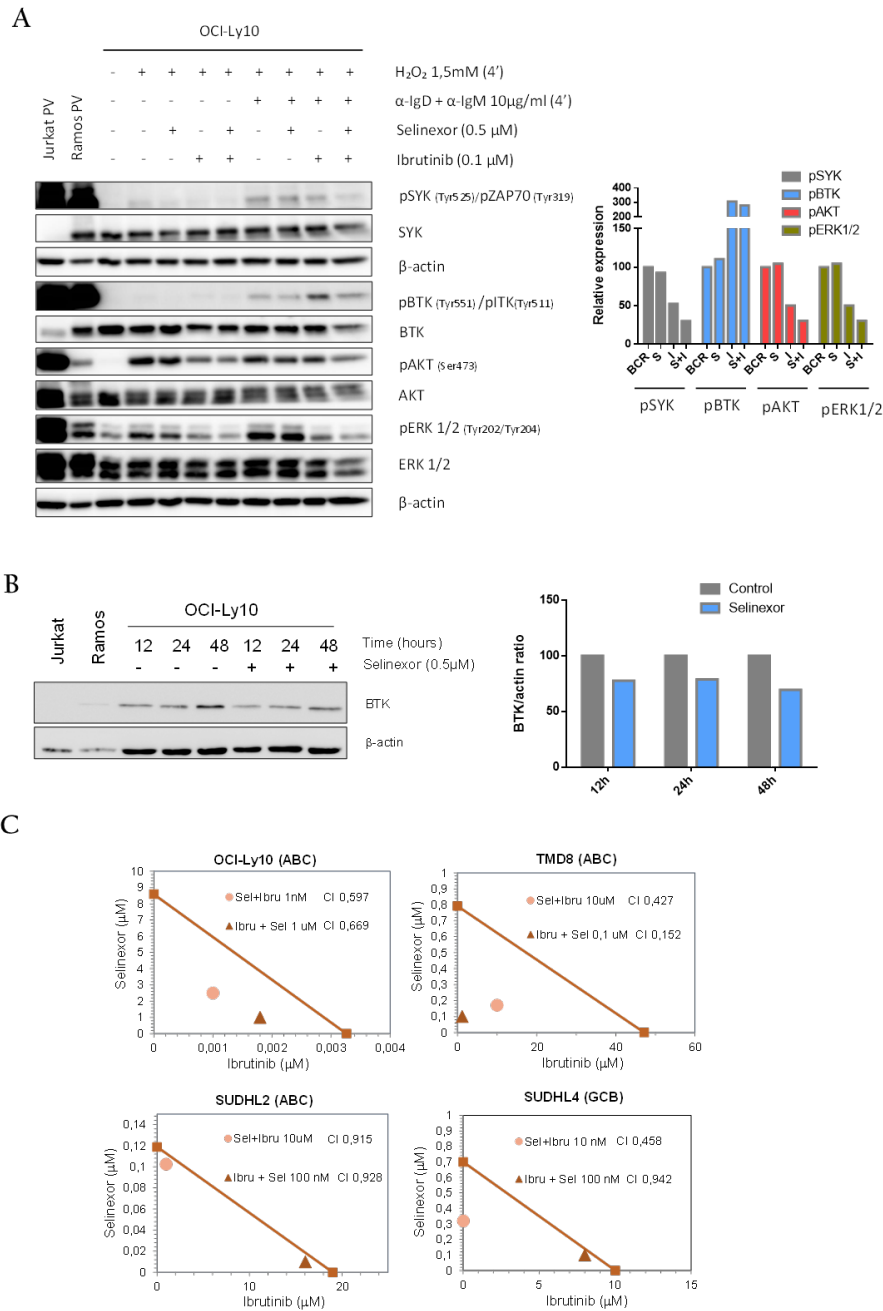 A
OCI-Ly10
Jurkat PV
Ramos PV
- + + + + + + + + H₂O₂ 1,5mM (4’)
- - - - - + + + + α-IgD + α-IgM 10µg/ml (4’)
- - + - + - + - + Selinexor (0.5 µM)
- - - + + - - + + Ibrutinib (0.1 µM)
pSYK (Tyr525)/pZAP70 (Tyr319)
SYK
β-actin
pBTK (Tyr551) /pITK(Tyr511)
BTK
pAKT (Ser473)
AKT
pERK 1/2 (Tyr202/Tyr204)
ERK 1/2
β-actin
pSYK
pBTK
pAKT
pERK1/2
Relative expression
400
300
200
100
50
0
BCR S I S+I BCR S I S+I BCR S I S+I BCR S I S+I
pSYK pBTK pAKT pERK1/2
B
OCI-Ly10
Jurkat
Ramos
12 24 48 12 24 48 Time (hours)
- - - + + + Selinexor (0.5µM)
BTK
β-actin
Control
Selinexor
BTK/actin ratio
150
100
50
0
12h 24h 48h
C
OCI-Ly10 (ABC)
Selinexor (µM)
10
9
8
7
6
5
4
3
2
1
0
Sel+Ibru 1nM CI 0,597
Ibru + Sel 1 uM CI 0,669
0 0,001 0,002 0,003 0,004
Ibrutinib (µM)
TMD8 (ABC)
Selinexor (µM)
1
0,9
0,8
0,7
0,6
0,5
0,4
0,3
0,2
0,1
0
Sel+Ibru 10uM CI 0,427
Ibru + Sel 0,1 uM CI 0,152
0 20 40 60
Ibrutinib (µM)
SUDHL2 (ABC)
Selinexor (µM)
0,14
0,12
0,1
0,08
0,06
0,04
0,02
0
Sel+Ibru 10uM CI 0,915
Ibru + Sel 100 nM CI 0,928
0 10 20
Ibrutinib (µM)
SUDHL4 (GCB)
Selinexor (µM)
1
0,9
0,8
0,7
0,6
0,5
0,4
0,3
0,2
0,1
0
Sel+Ibru 10 nM CI 0,458
Ibru + Sel 100 nM CI 0,942
0 5 10 15
Ibrutinib (µM)